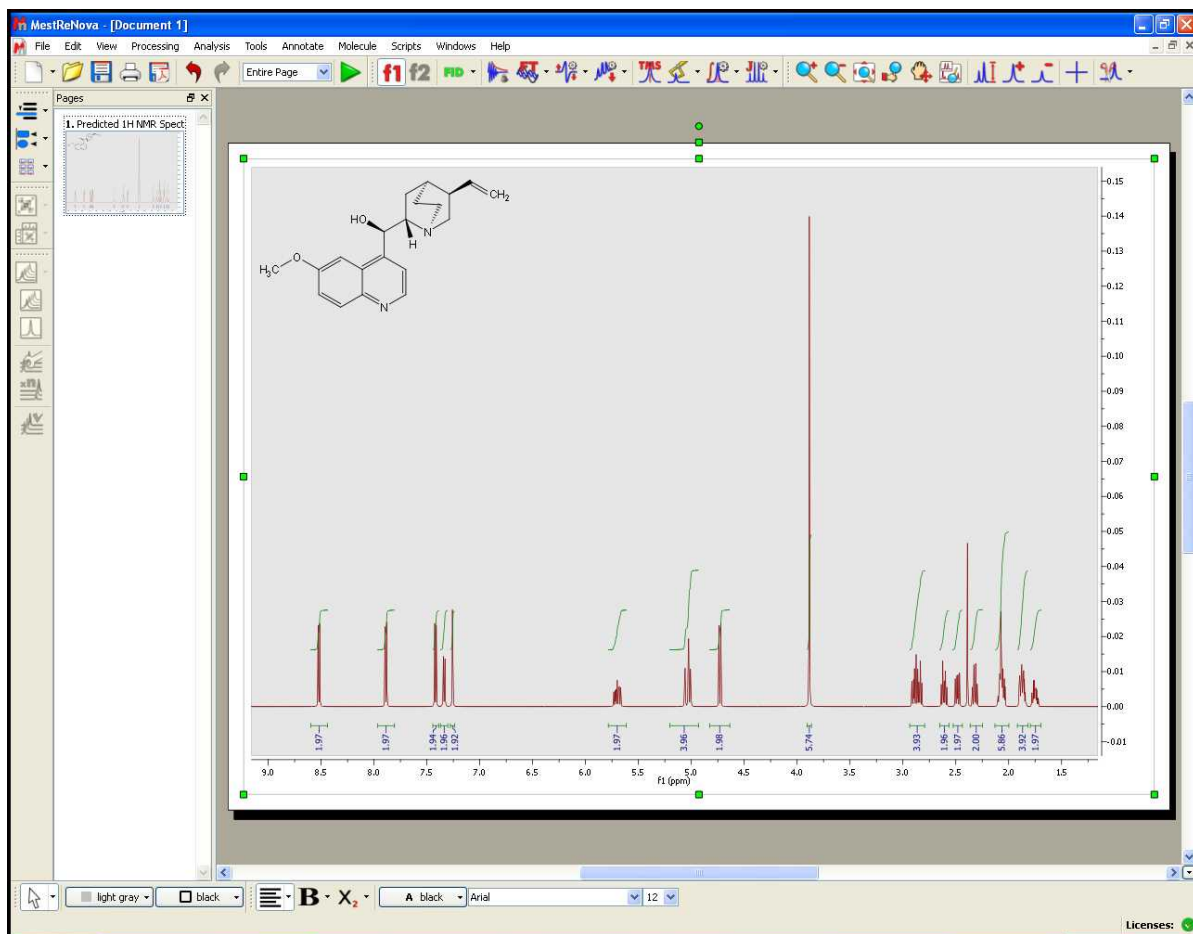 MestReNova - [Document 1]
File Edit View Processing Analysis Tools Annotate Molecule Scripts Windows Help
Entire Page f1 f2 FID TMS
Pages
1. Predicted 1H NMR Spect
CH2
HO
H
N
H3C
O
N
0.15
0.14
0.13
0.12
0.11
0.10
0.09
0.08
0.07
0.06
0.05
0.04
0.03
0.02
0.01
0.00
-0.01
1.97 1.97 1.94 1.96 1.92 1.97 3.96 1.98 5.74 3.93 1.96 1.97 2.00 5.86 3.92 1.97
9.0 8.5 8.0 7.5 7.0 6.5 6.0 5.5 5.0 4.5 4.0 3.5 3.0 2.5 2.0 1.5
f1 (ppm)
light gray black B X2 A black Arial 12
Licenses: